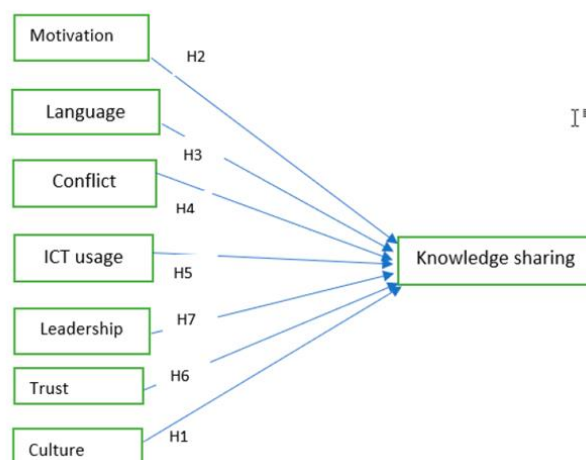 Motivation
H2
Language
H3
Conflict
H4
ICT usage
H5
Knowledge sharing
Leadership
H7
Trust
H6
Culture
H1